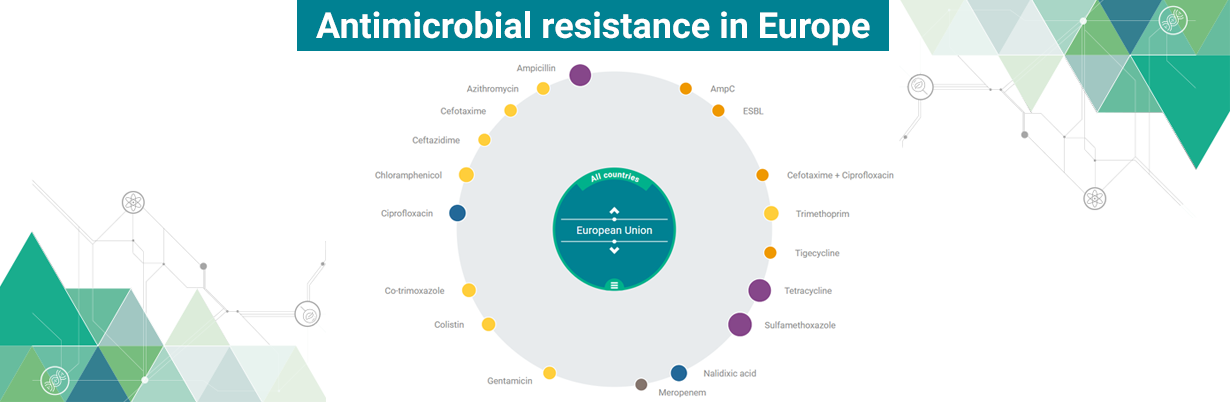 Antimicrobial resistance in Europe
Ampicillin
Azithromycin
Cefotaxime
Ceftazidime
Chloramphenicol
Ciprofloxacin
Co-trimoxazole
Colistin
Gentamicin
AmpC
ESBL
Cefotaxime + Ciprofloxacin
Trimethoprim
Tigecycline
Tetracycline
Sulfamethoxazole
Nalidixic acid
Meropenem
All countries
European Union